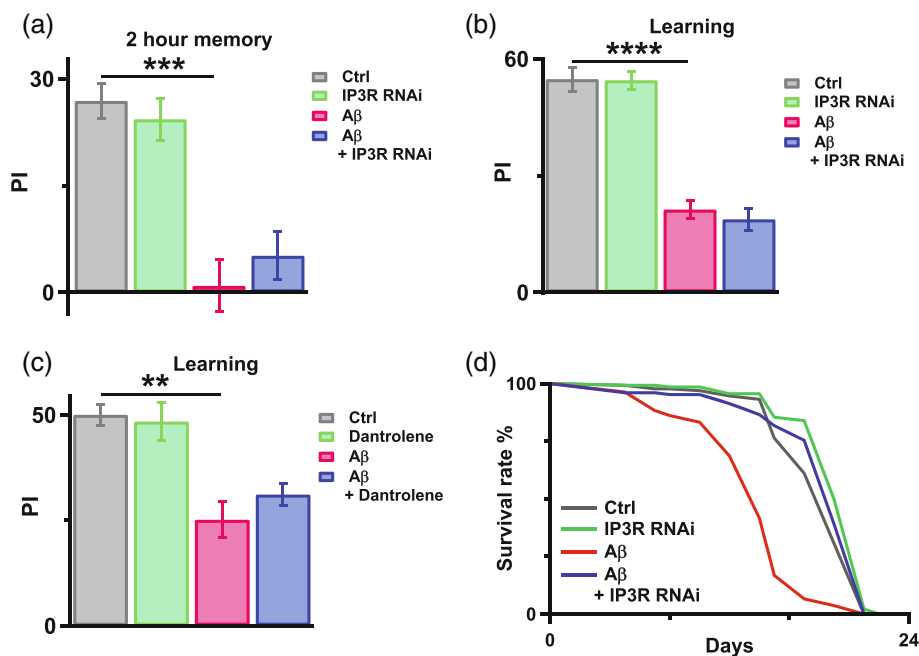 (a)
2 hour memory
***
30
0
PI
Ctrl
IP3R RNAi
Aβ
Aβ
+ IP3R RNAi
(b)
Learning
****
60
0
PI
Ctrl
IP3R RNAi
Aβ
Aβ
+ IP3R RNAi
(c)
Learning
**
50
0
PI
Ctrl
Dantrolene
Aβ
Aβ
+ Dantrolene
(d)
100
0
Survival rate %
Ctrl
IP3R RNAi
Aβ
Aβ
+ IP3R RNAi
0
Days
24